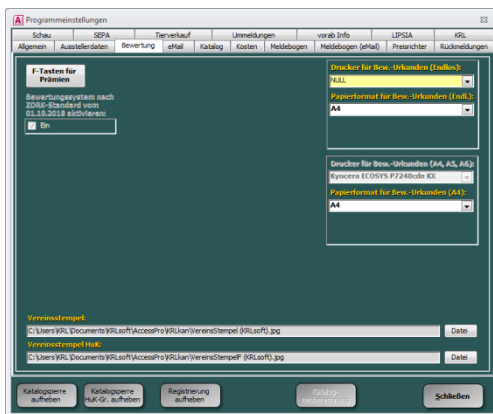 Programmeinstellungen
Schau SEPA Tierverkauf Ummeldungen vorab Info LIPSIA KRL
Allgemein Ausstellerdaten Bewertung eMail Katalog Kosten Meldebogen Meldebogen (eMail) Preisrichter Rückmeldungen
F-Tasten für
Prämien
Bewertungssystem nach
ZDRK-Standard vom
01.10.2018 aktivieren:
Ein
Drucker für Bew.-Urkunden (Endlos):
NULL
Papierformat für Bew.-Urkunden (Endl.):
A4
Drucker für Bew.-Urkunden (A4, A5, A6):
Kyocera ECOSYS P7240cdn KX
Papierformat für Bew.-Urkunden (A4):
A4
Vereinsstempel:
C:\Users\KRL\Documents\KRLsoft\AccessPro\KRLkan\VereinsStempel (KRLsoft).jpg Datei
Vereinsstempel HuK:
C:\Users\KRL\Documents\KRLsoft\AccessPro\KRLkan\VereinsStempelF (KRLsoft).jpg Datei
Katalogsperre
aufheben
Katalogsperre
HuK-Gr. aufheben
Registrierung
aufheben
Schließen